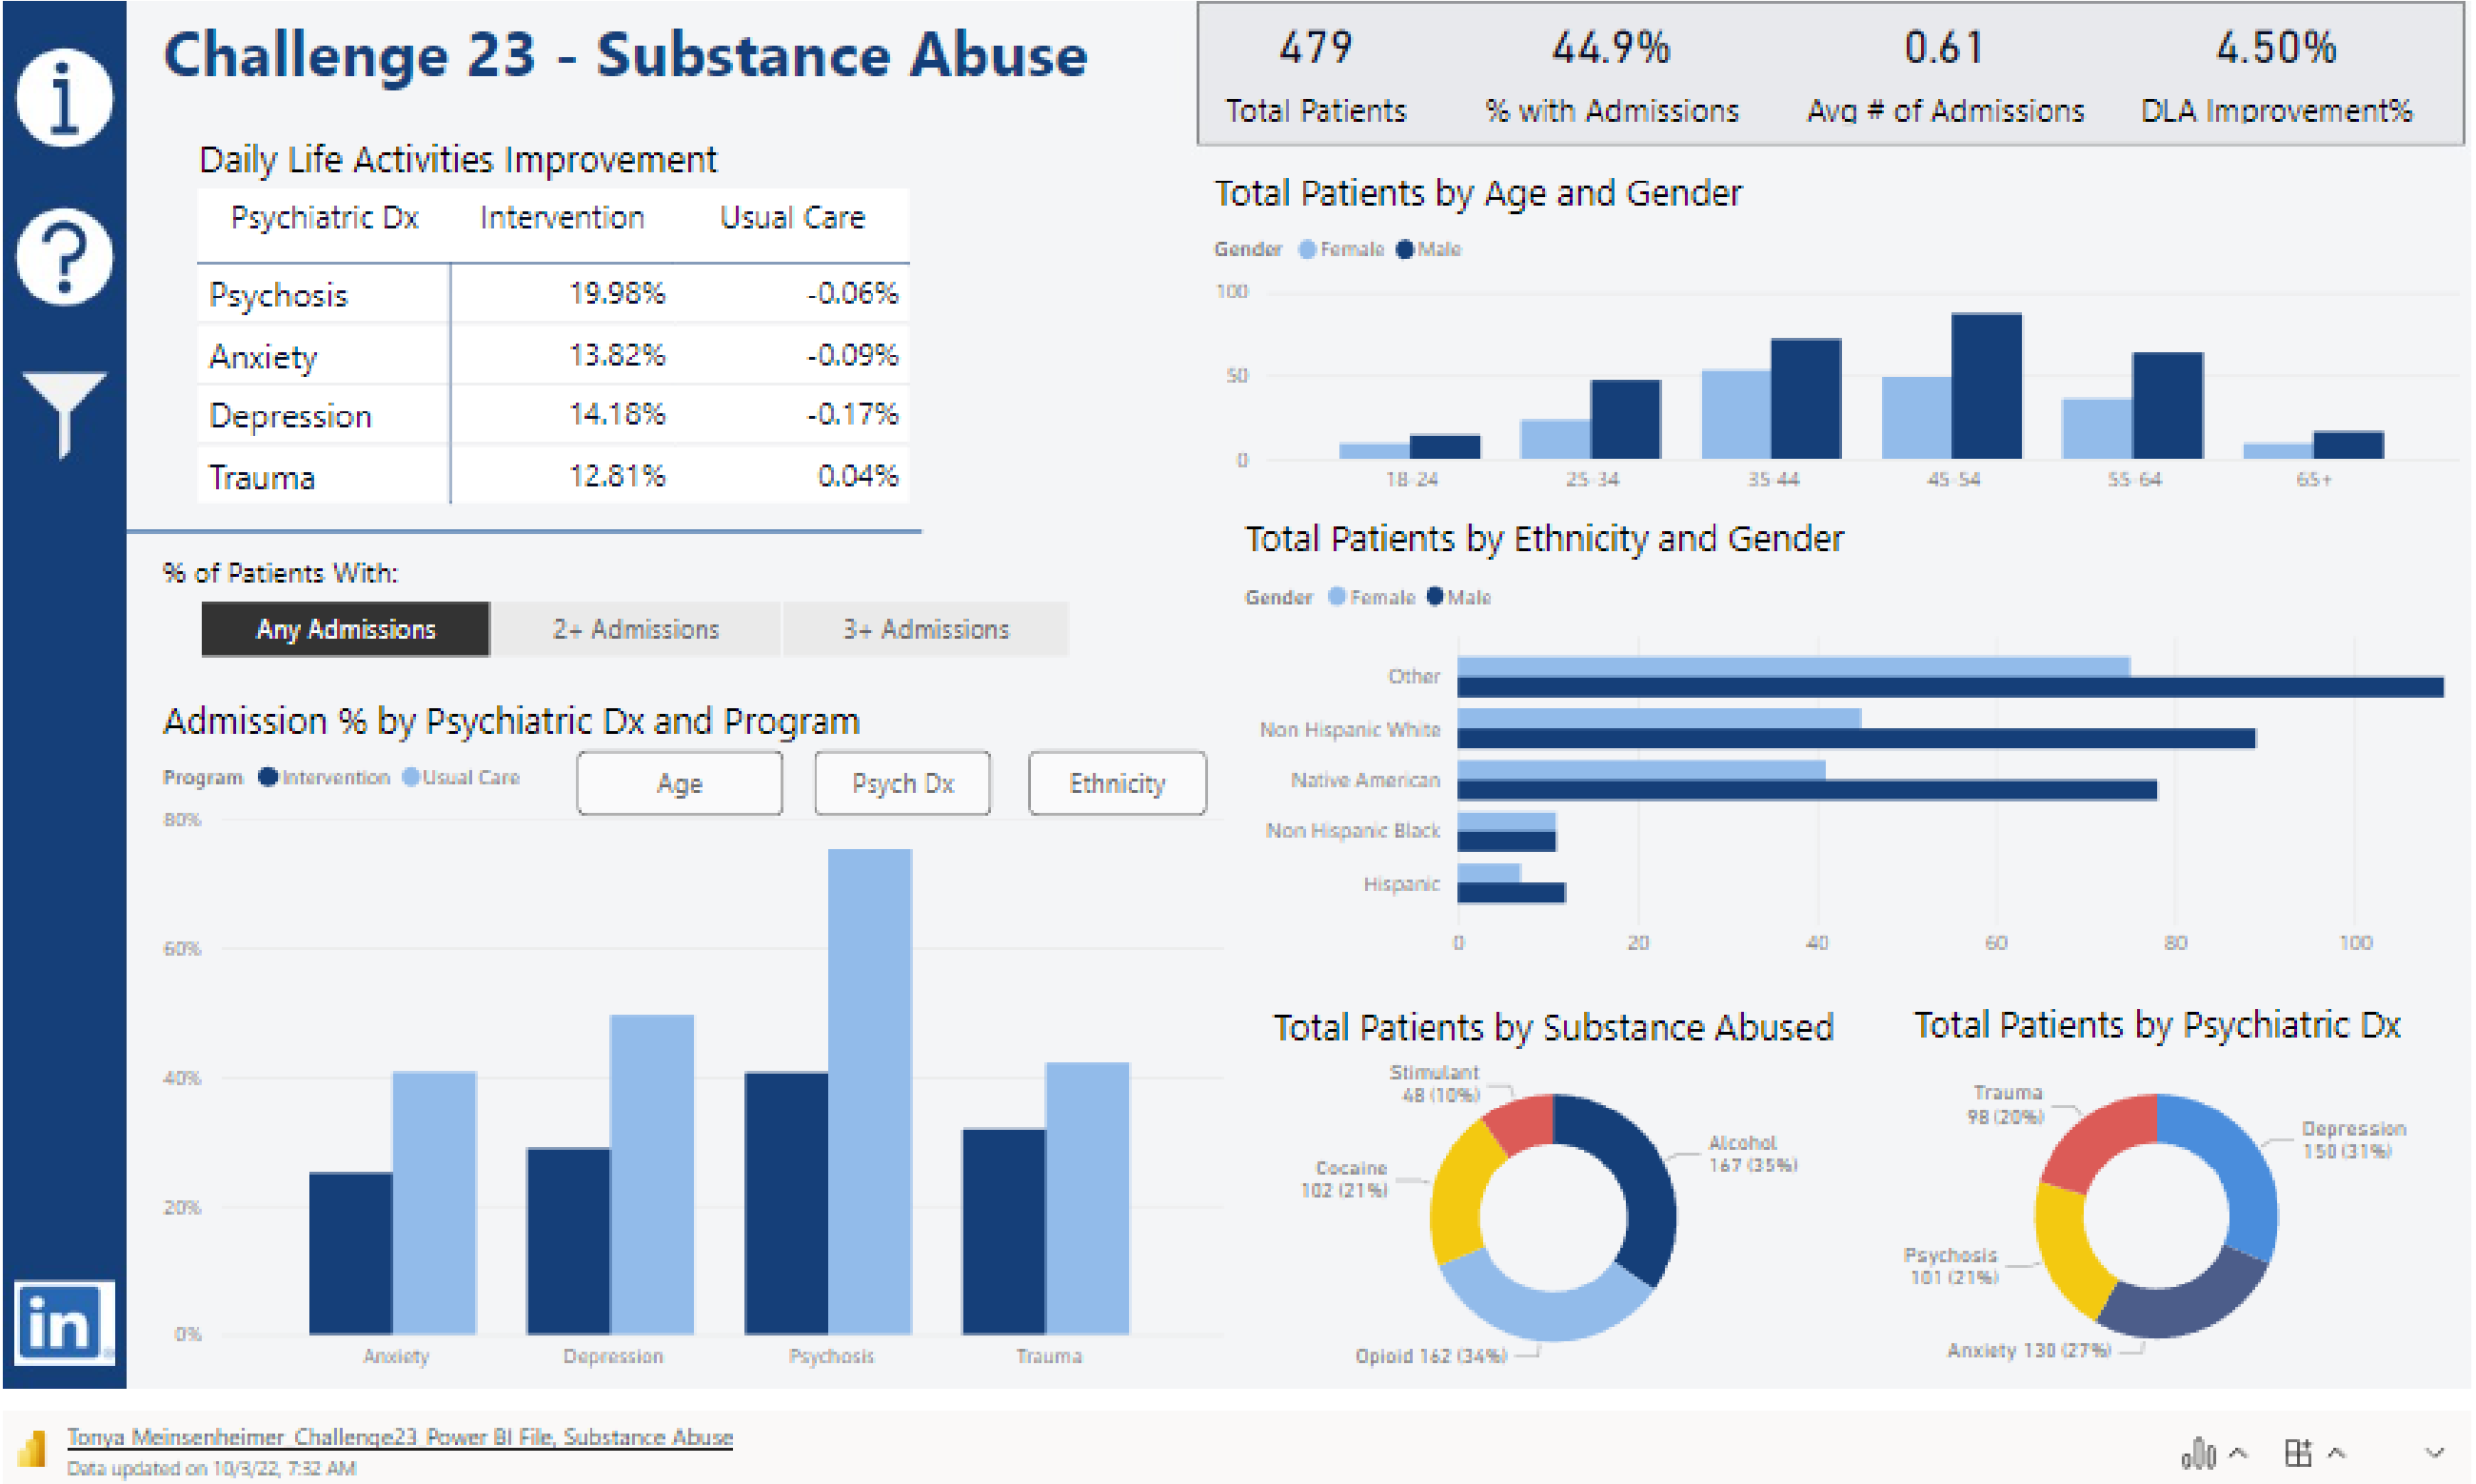 Challenge 23 - Substance Abuse
479 44.9% 0.61 4.50%
Total Patients % with Admissions Avg # of Admissions DLA Improvement%
Daily Life Activities Improvement
Psychiatric Dx Intervention Usual Care
Psychosis 19.98% -0.06%
Anxiety 13.82% -0.09%
Depression 14.18% -0.17%
Trauma 12.81% 0.04%
% of Patients With:
Any Admissions 2+ Admissions 3+ Admissions
Admission % by Psychiatric Dx and Program
Program Intervention Usual Care
Age Psych Dx Ethnicity
80%
60%
40%
20%
0%
Anxiety Depression Psychosis Trauma
Total Patients by Age and Gender
Gender Female Male
100
50
0
18-24 25-34 35-44 45-54 55-64 65+
Total Patients by Ethnicity and Gender
Gender Female Male
Other
Non Hispanic White
Native American
Non Hispanic Black
Hispanic
0 20 40 60 80 100
Total Patients by Substance Abused
Stimulant
48 (10%)
Alcohol
167 (35%)
Cocaine
102 (21%)
Opioid 162 (34%)
Total Patients by Psychiatric Dx
Trauma
98 (20%)
Depression
150 (31%)
Psychosis
101 (21%)
Anxiety 130 (27%)
in
Tonya Meinsenheimer_Challenge23 Power BI File, Substance Abuse
Data updated on 10/3/22, 7:32 AM